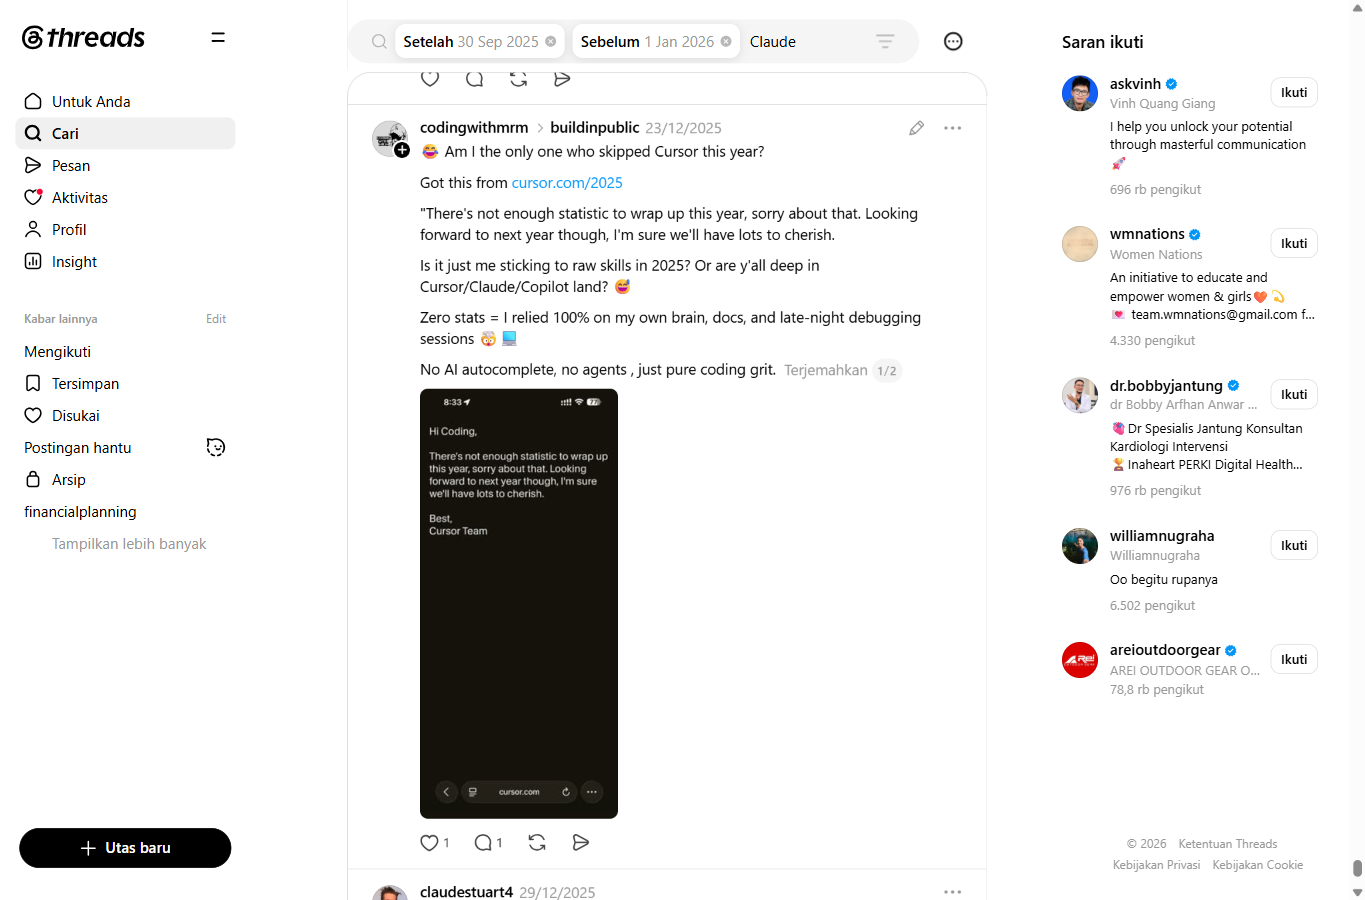 threads
Untuk Anda
Cari
Pesan
Aktivitas
Profil
Insight
Kabar lainnya
Edit
Mengikuti
Tersimpan
Disukai
Postingan hantu
Arsip
financialplanning
Tampilkan lebih banyak
Utas baru
Setelah 30 Sep 2025
Sebelum 1 Jan 2026
Claude
codingwithmrm > buildinpublic 23/12/2025
😂 Am I the only one who skipped Cursor this year?
Got this from cursor.com/2025
"There's not enough statistic to wrap up this year, sorry about that. Looking
forward to next year though, I'm sure we'll have lots to cherish.
Is it just me sticking to raw skills in 2025? Or are y'all deep in
Cursor/Claude/Copilot land? 😅
Zero stats = I relied 100% on my own brain, docs, and late-night debugging
sessions 🤯 💻
No AI autocomplete, no agents , just pure coding grit. Terjemahkan 1/2
8:33
77
Hi Coding,
There's not enough statistic to wrap up
this year, sorry about that. Looking
forward to next year though, I'm sure
we'll have lots to cherish.
Best,
Cursor Team
cursor.com
1
1
claudestuart4 29/12/2025
Saran ikuti
askvinh
Vinh Quang Giang
Ikuti
I help you unlock your potential
through masterful communication
🚀
696 rb pengikut
wmnations
Women Nations
Ikuti
An initiative to educate and
empower women & girls❤️ 💫
💌 team.wmnations@gmail.com f...
4.330 pengikut
dr.bobbyjantung
dr Bobby Arfhan Anwar ...
Ikuti
🫀Dr Spesialis Jantung Konsultan
Kardiologi Intervensi
🏆Inaheart PERKI Digital Health...
976 rb pengikut
williamnugraha
Williamnugraha
Ikuti
Oo begitu rupanya
6.502 pengikut
areioutdoorgear
AREI OUTDOOR GEAR O...
Ikuti
78,8 rb pengikut
© 2026 Ketentuan Threads
Kebijakan Privasi Kebijakan Cookie